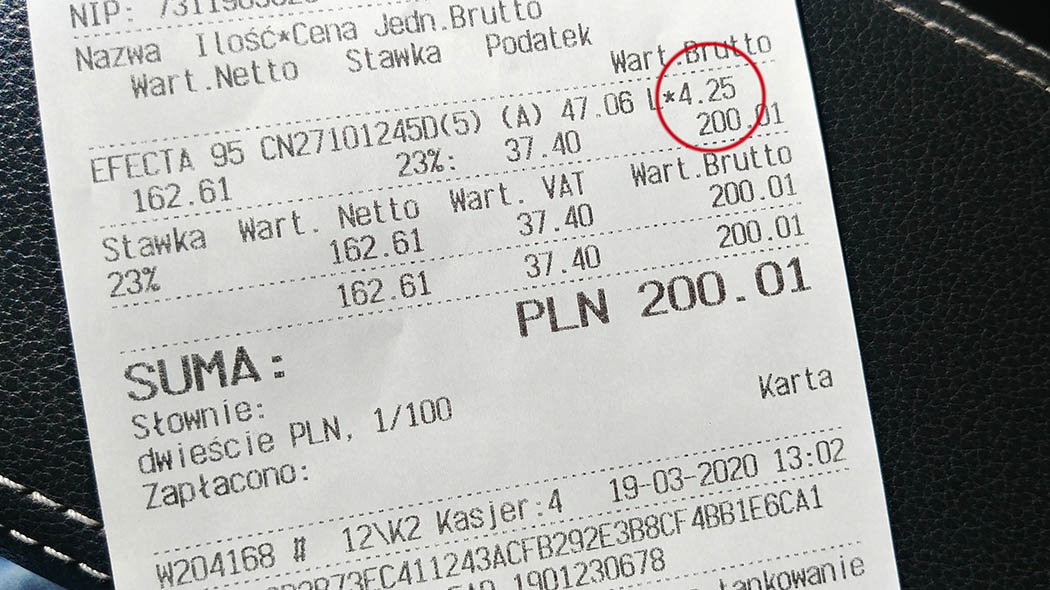 NIP:
Nazwa Ilość*Cena Jedn.Brutto
Wart.Netto Stawka Podatek Wart.Brutto
EFECTA 95 CN27101245D(5) (A) 47.06 L*4.25
162.61 23%: 37.40 200.01
Stawka Wart. Netto Wart. VAT Wart.Brutto
23% 162.61 37.40 200.01
162.61 37.40 200.01
SUMA: PLN 200.01
Słownie:
dwieście PLN, 1/100
Zapłacono: Karta
W204168 # 12\K2 Kasjer:4 19-03-2020 13:02
1901230678
tankowanie